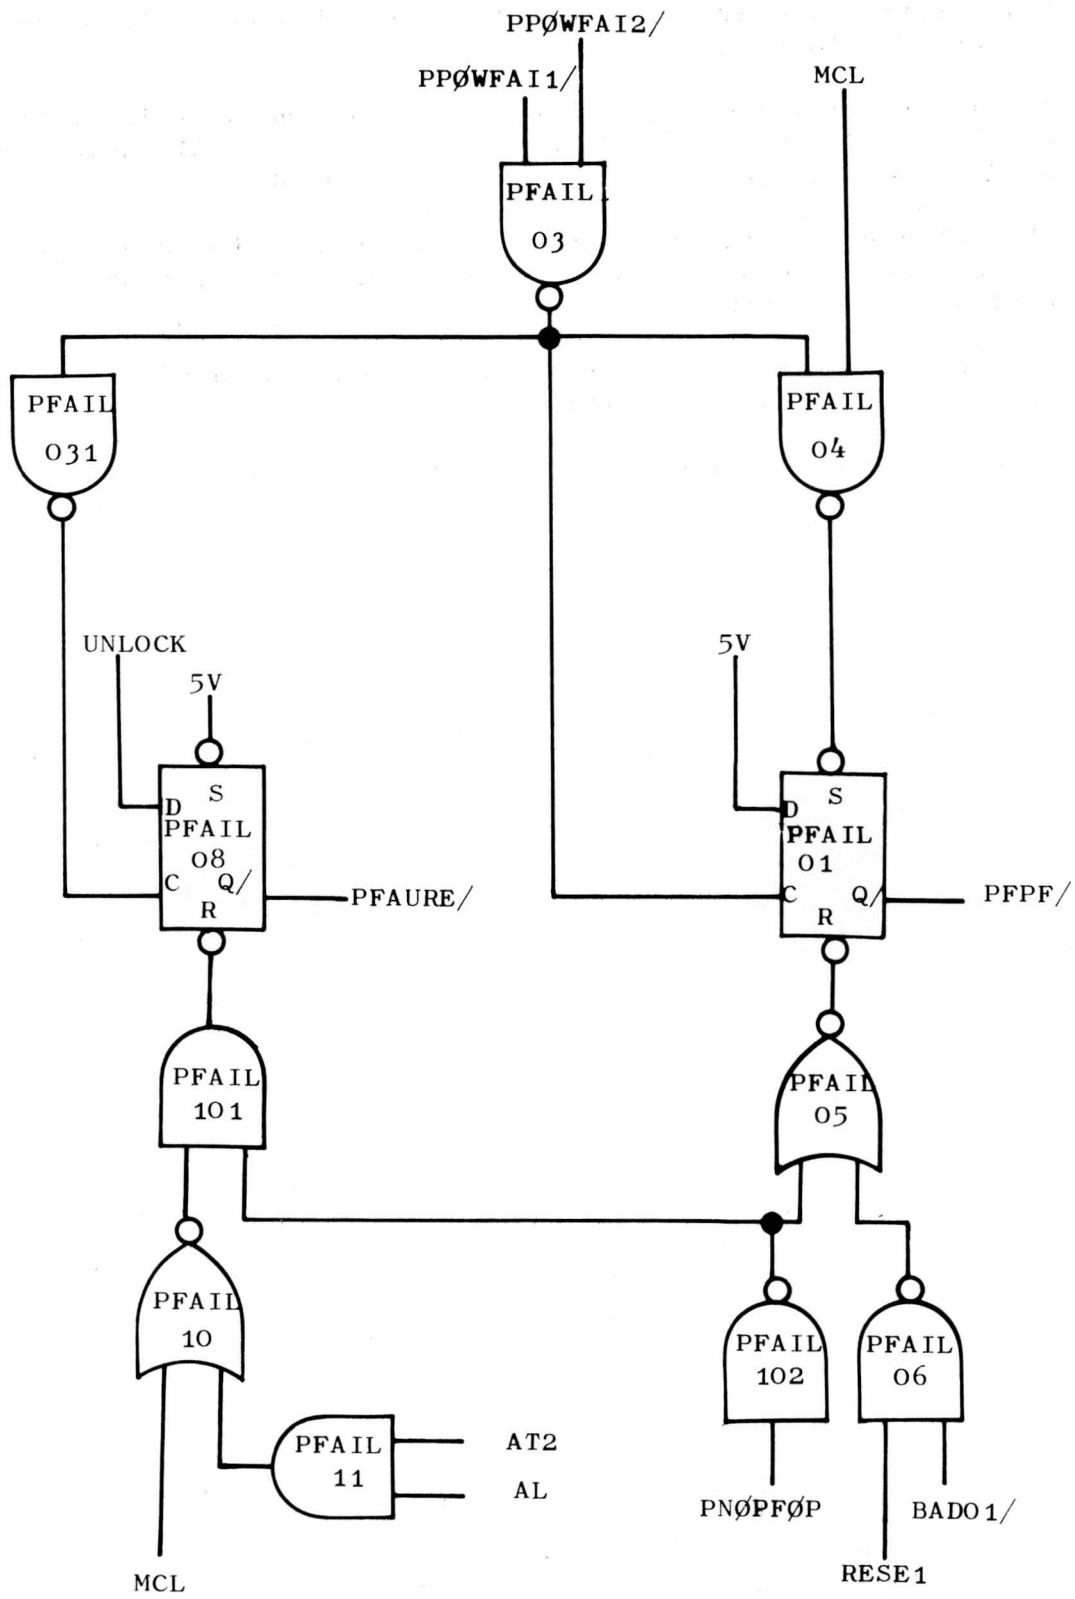 PPØWFAI2/
PPØWFAI1/
MCL
PFAIL
03
PFAIL
031
PFAIL
04
UNLOCK
5V
5V
S
D
PFAIL
08
C
Q/
R
PFAURE/
S
D
PFAIL
01
C
Q/
R
PFPF/
PFAIL
101
PFAIL
05
PFAIL
10
PFAIL
102
PFAIL
06
PFAIL
11
AT2
AL
PNØPFØP
BADO1/
RESE1
MCL